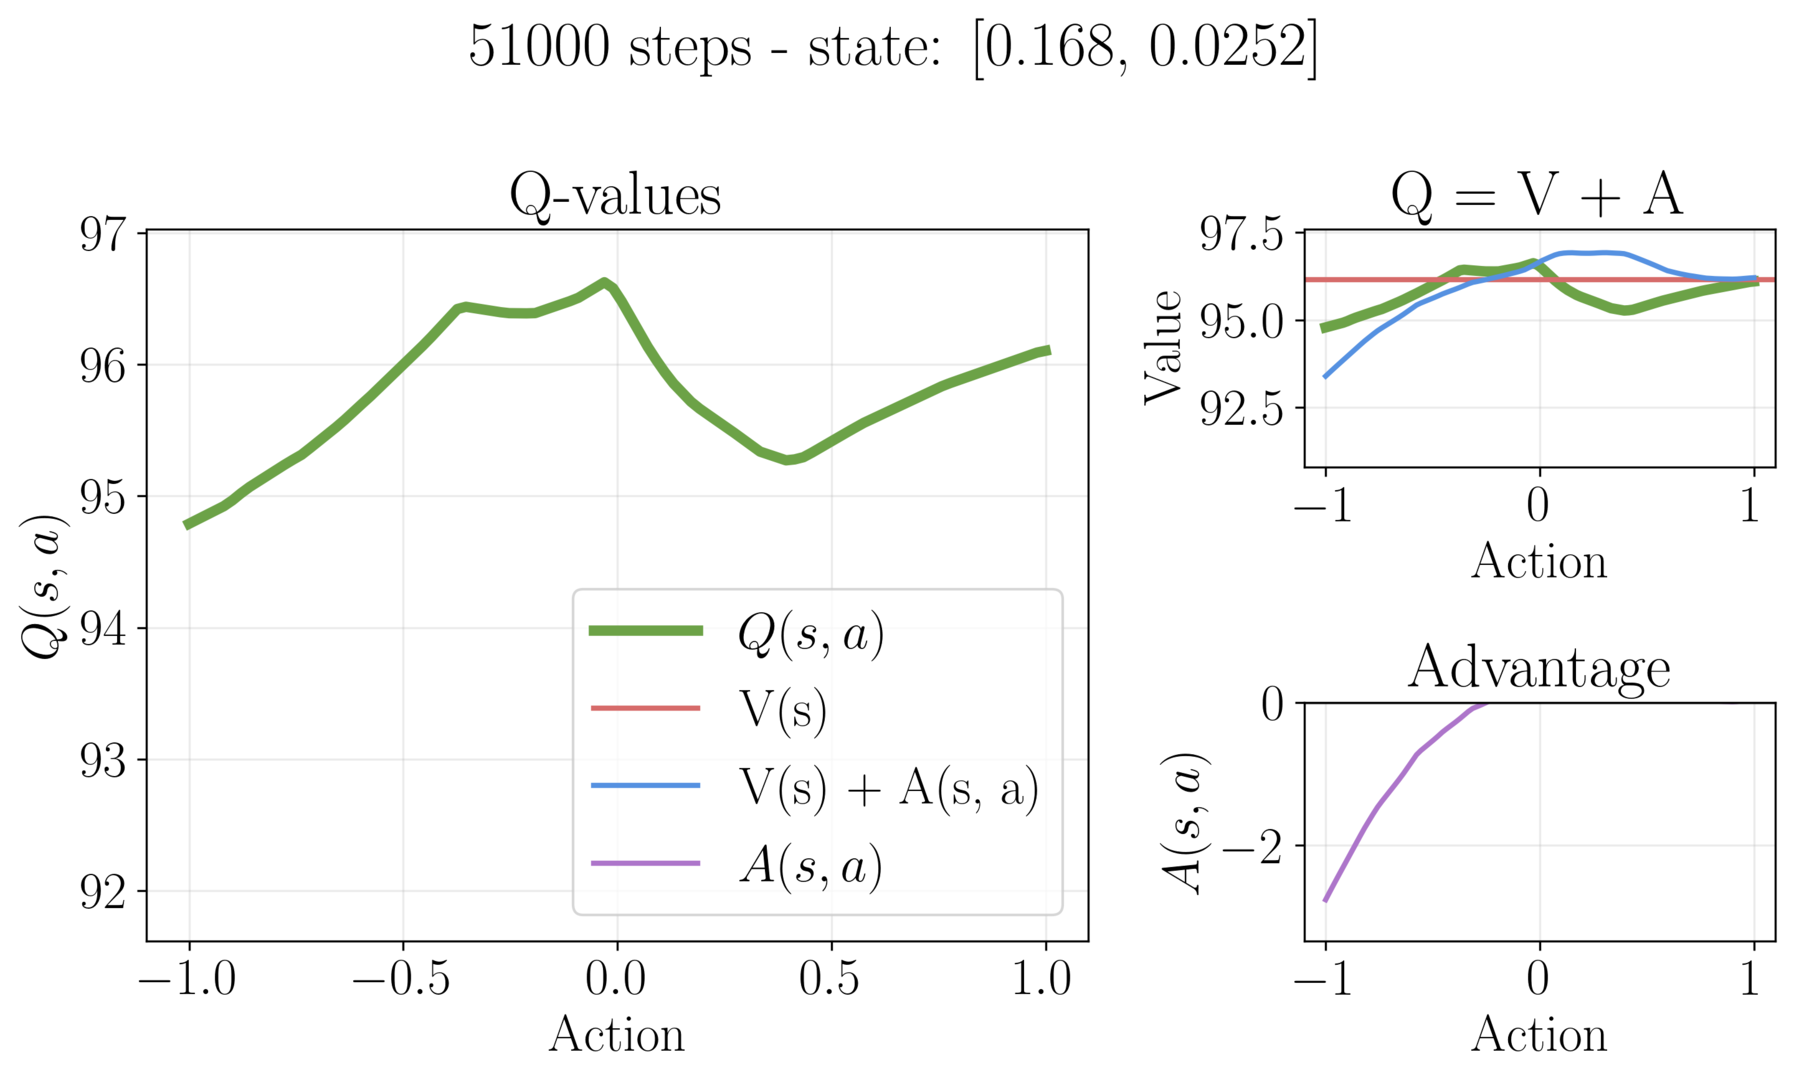 51000 steps - state: [0.168, 0.0252]
Q-values
97
96
95
94
93
92
Q(s, a)
−1.0 −0.5 0.0 0.5 1.0
Action
Q(s, a)
V(s)
V(s) + A(s, a)
A(s, a)
Q = V + A
97.5
95.0
92.5
Value
−1 0 1
Action
Advantage
0
−2
A(s, a)
−1 0 1
Action